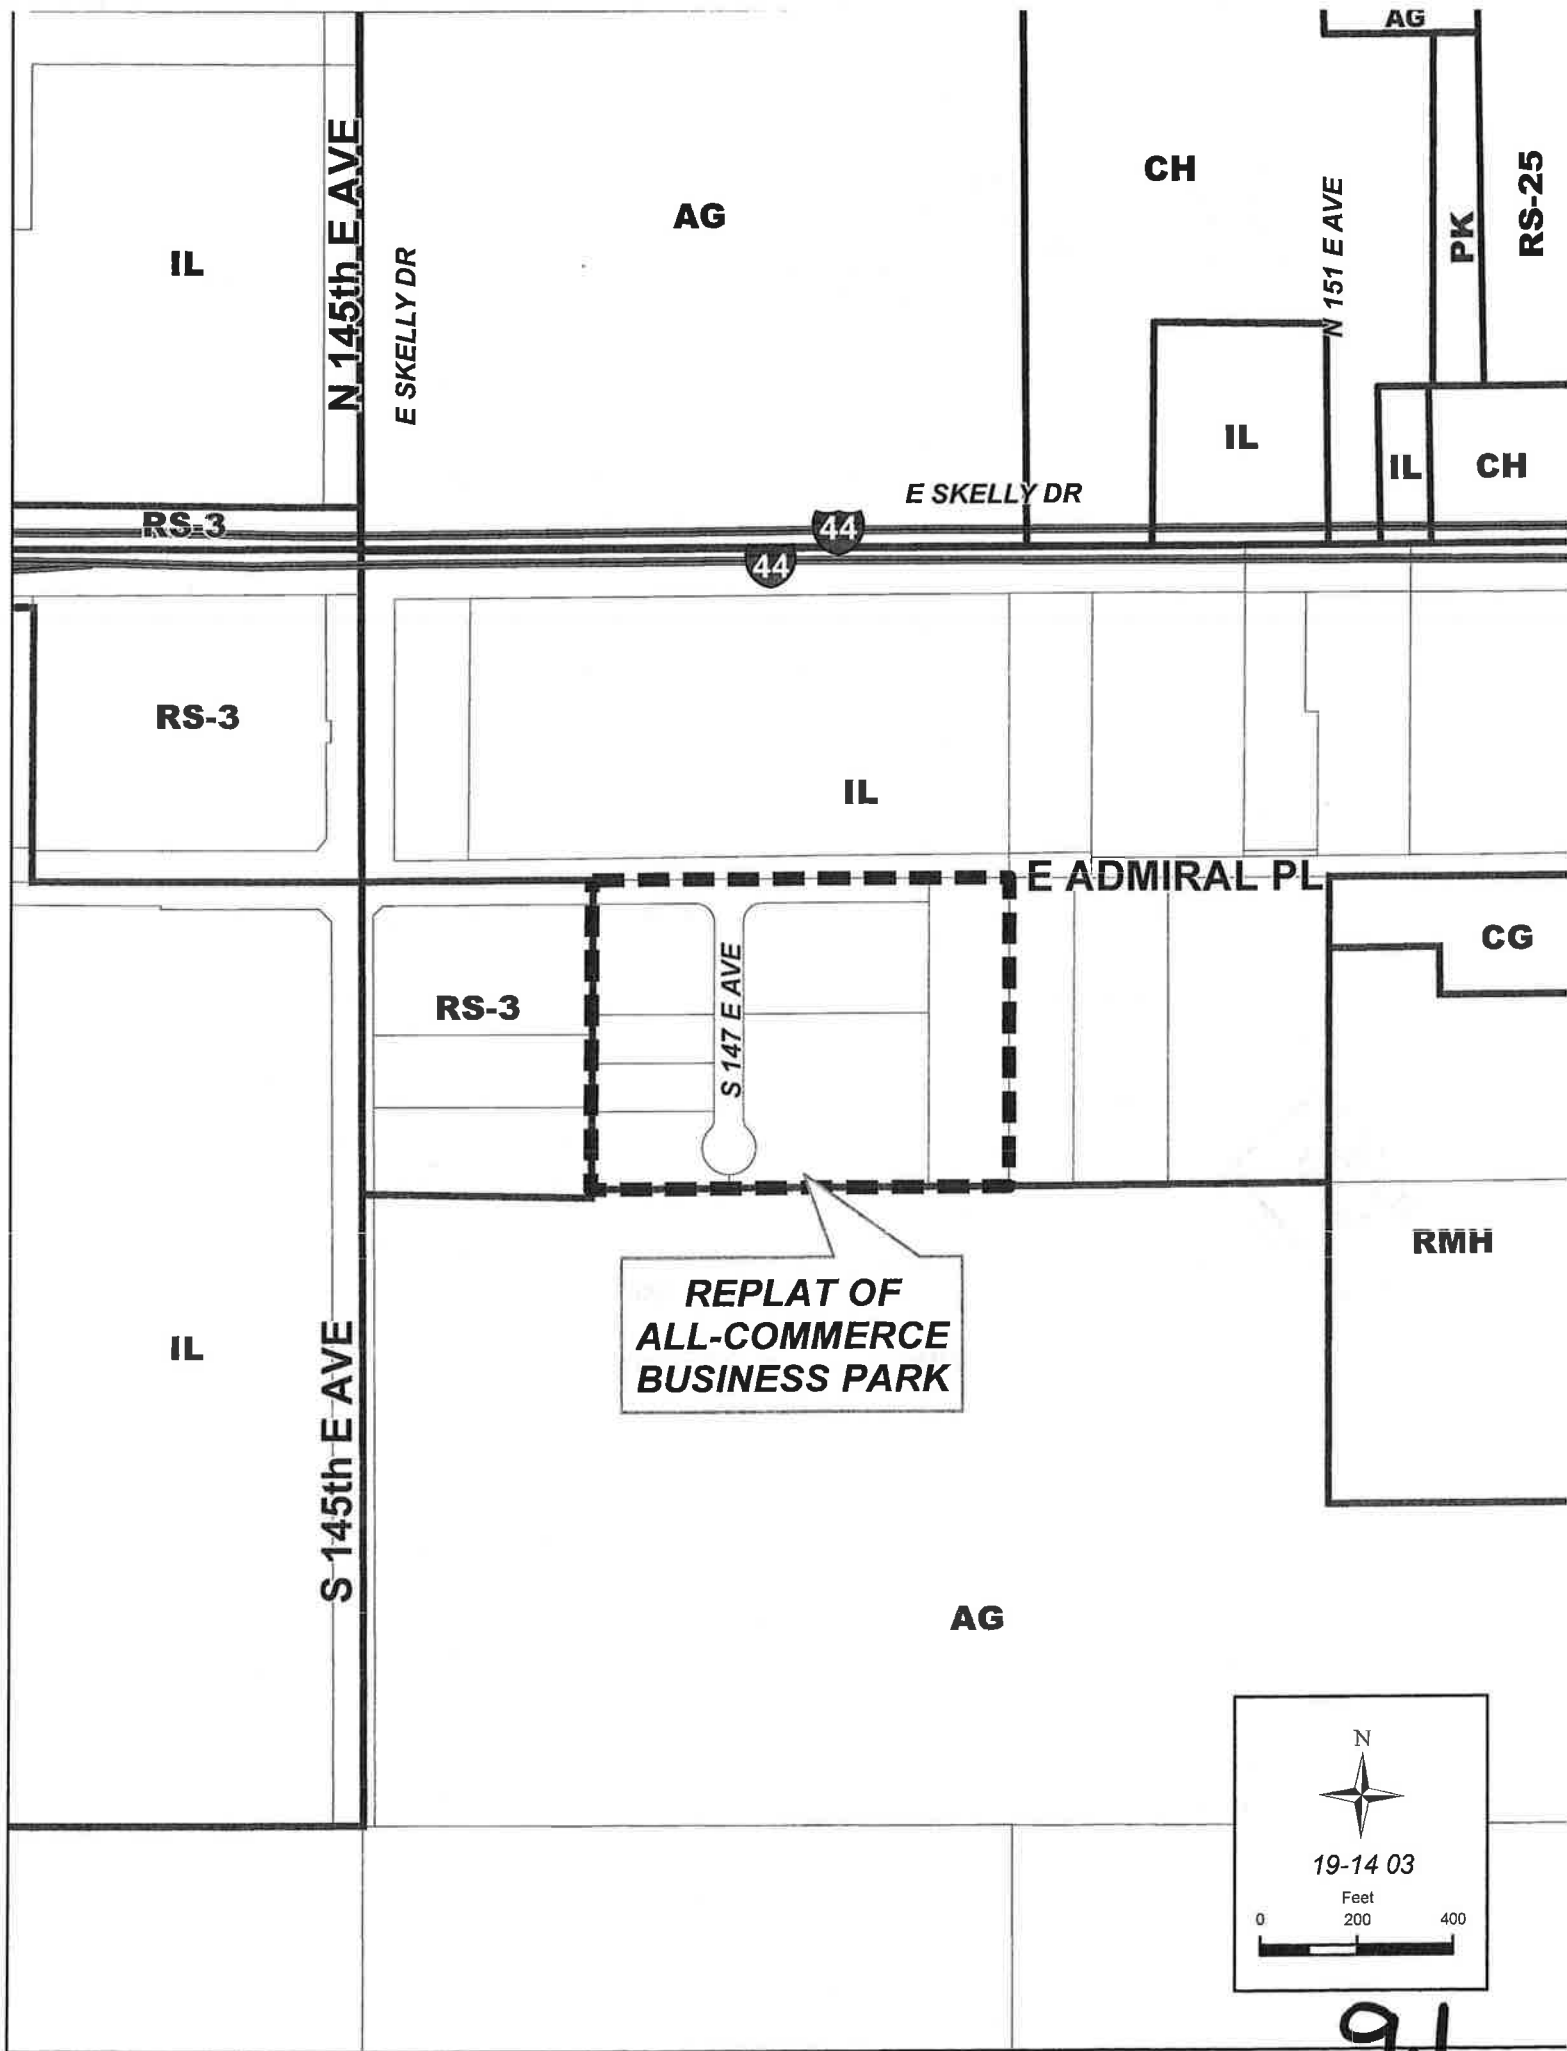 AG
CH
RS-25
PK
N 151 E AVE
AG
IL
N 145th E AVE
E SKELLY DR
IL
IL
CH
E SKELLY DR
RS-3
44
44
RS-3
IL
E ADMIRAL PL
CG
RS-3
S 147 E AVE
RMH
REPLAT OF
ALL-COMMERCE
BUSINESS PARK
IL
S 145th E AVE
AG
N
19-14 03
Feet
0 200 400
9.1